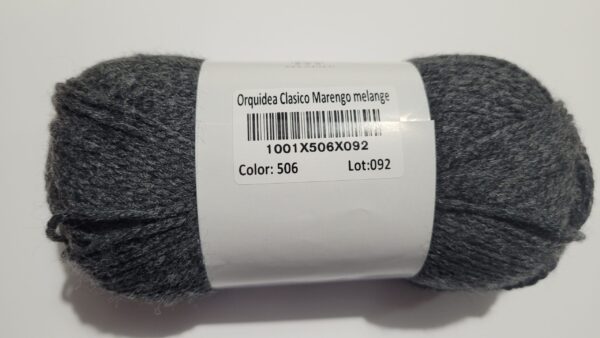 Orquidea Clasico Marengo melange
1001X506X092
Color: 506 Lot:092